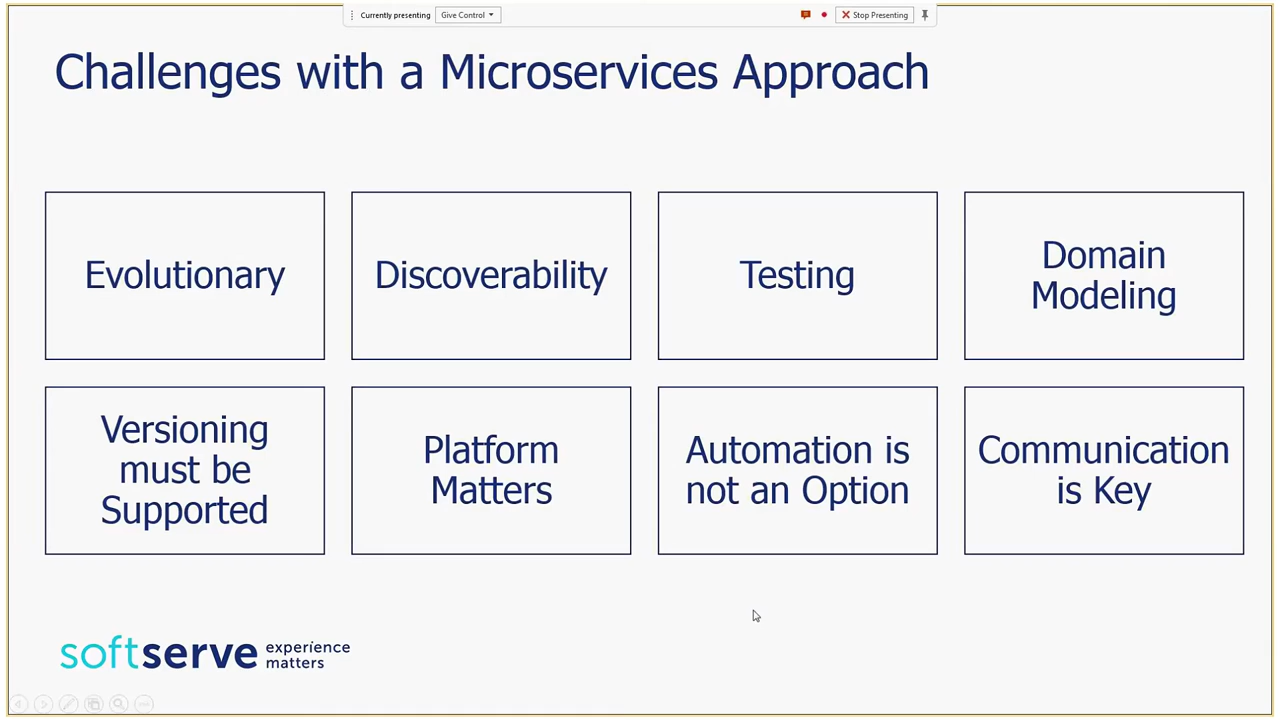 Currently presenting Give Control Stop Presenting
Challenges with a Microservices Approach
Evolutionary
Discoverability
Testing
Domain
Modeling
Versioning
must be
Supported
Platform
Matters
Automation is
not an Option
Communication
is Key
softserve experience
matters